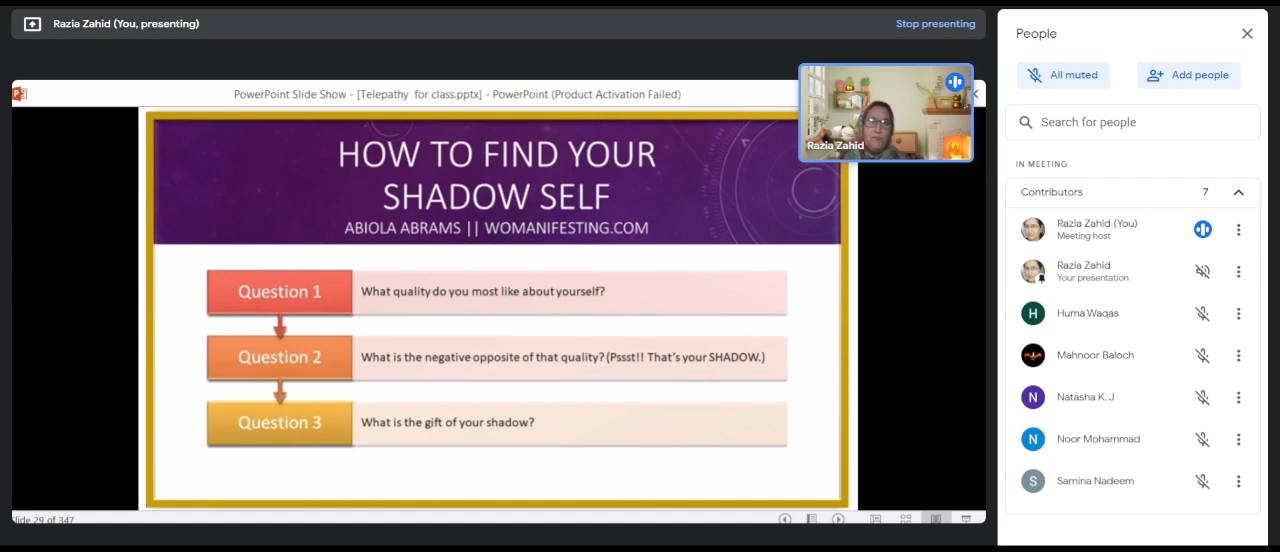 Razia Zahid (You, presenting)
Stop presenting
PowerPoint Slide Show - [Telepathy for class.pptx] - PowerPoint (Product Activation Failed)
Razia Zahid
HOW TO FIND YOUR
SHADOW SELF
ABIOLA ABRAMS || WOMANIFESTING.COM
Question 1
What quality do you most like about yourself?
Question 2
What is the negative opposite of that quality? (Pssst!! That's your SHADOW.)
Question 3
What is the gift of your shadow?
lide 29 of 347
People
All muted
Add people
Search for people
IN MEETING
Contributors 7
Razia Zahid (You)
Meeting host
Razia Zahid
Your presentation
H Huma Waqas
Mahnoor Baloch
N Natasha K. J
N Noor Mohammad
S Samina Nadeem